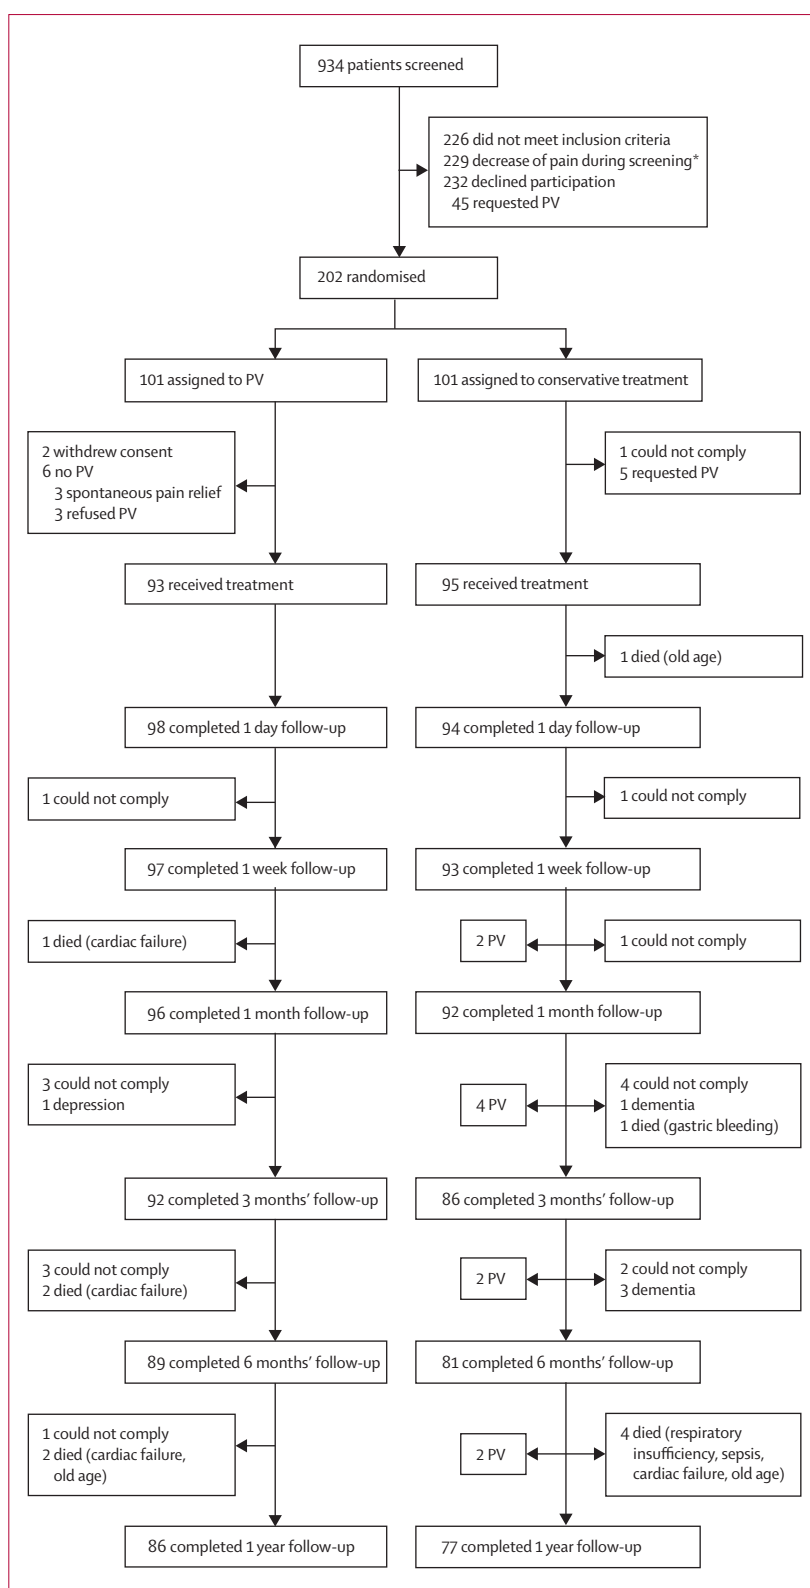 934 patients screened
226 did not meet inclusion criteria
229 decrease of pain during screening*
232 declined participation
45 requested PV
202 randomised
101 assigned to PV
101 assigned to conservative treatment
2 withdrew consent
6 no PV
3 spontaneous pain relief
3 refused PV
1 could not comply
5 requested PV
93 received treatment
95 received treatment
1 died (old age)
98 completed 1 day follow-up
94 completed 1 day follow-up
1 could not comply
1 could not comply
97 completed 1 week follow-up
93 completed 1 week follow-up
1 died (cardiac failure)
2 PV
1 could not comply
96 completed 1 month follow-up
92 completed 1 month follow-up
3 could not comply
1 depression
4 PV
4 could not comply
1 dementia
1 died (gastric bleeding)
92 completed 3 months’ follow-up
86 completed 3 months’ follow-up
3 could not comply
2 died (cardiac failure)
2 PV
2 could not comply
3 dementia
89 completed 6 months’ follow-up
81 completed 6 months’ follow-up
1 could not comply
2 died (cardiac failure,
old age)
2 PV
4 died (respiratory
insufficiency, sepsis,
cardiac failure, old age)
86 completed 1 year follow-up
77 completed 1 year follow-up